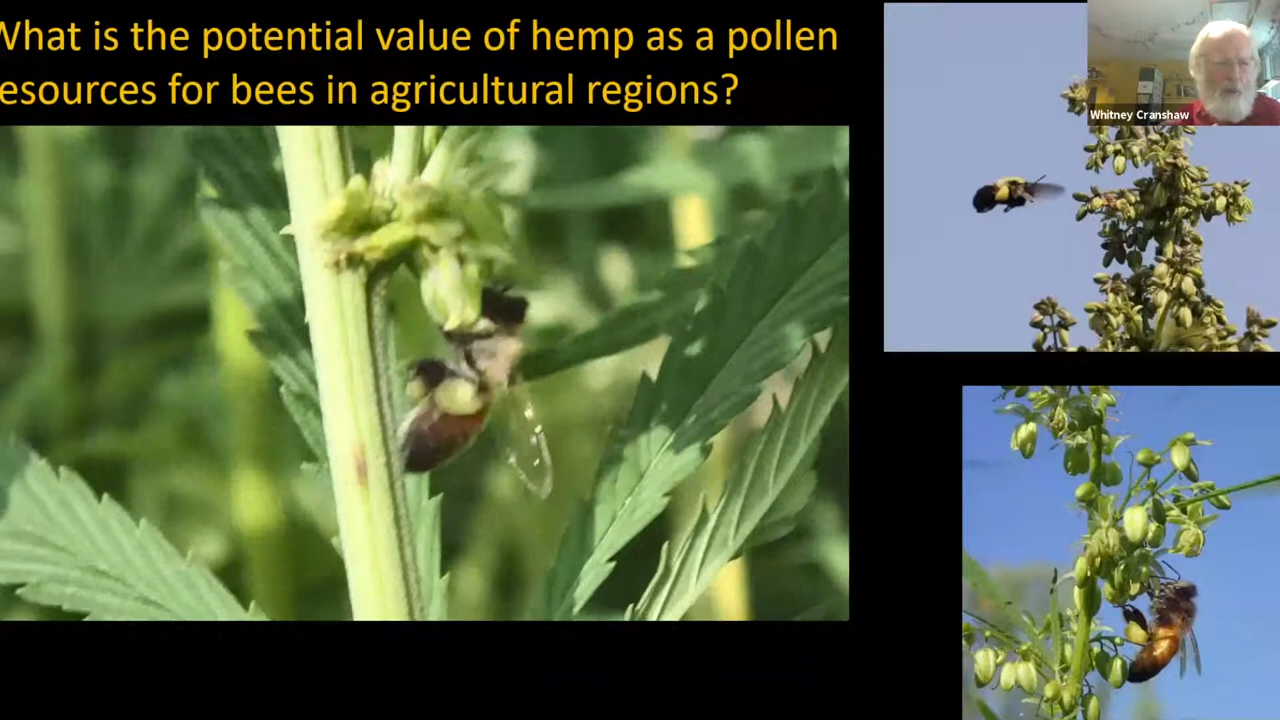 What is the potential value of hemp as a pollen
esources for bees in agricultural regions?
Whitney Cranshaw